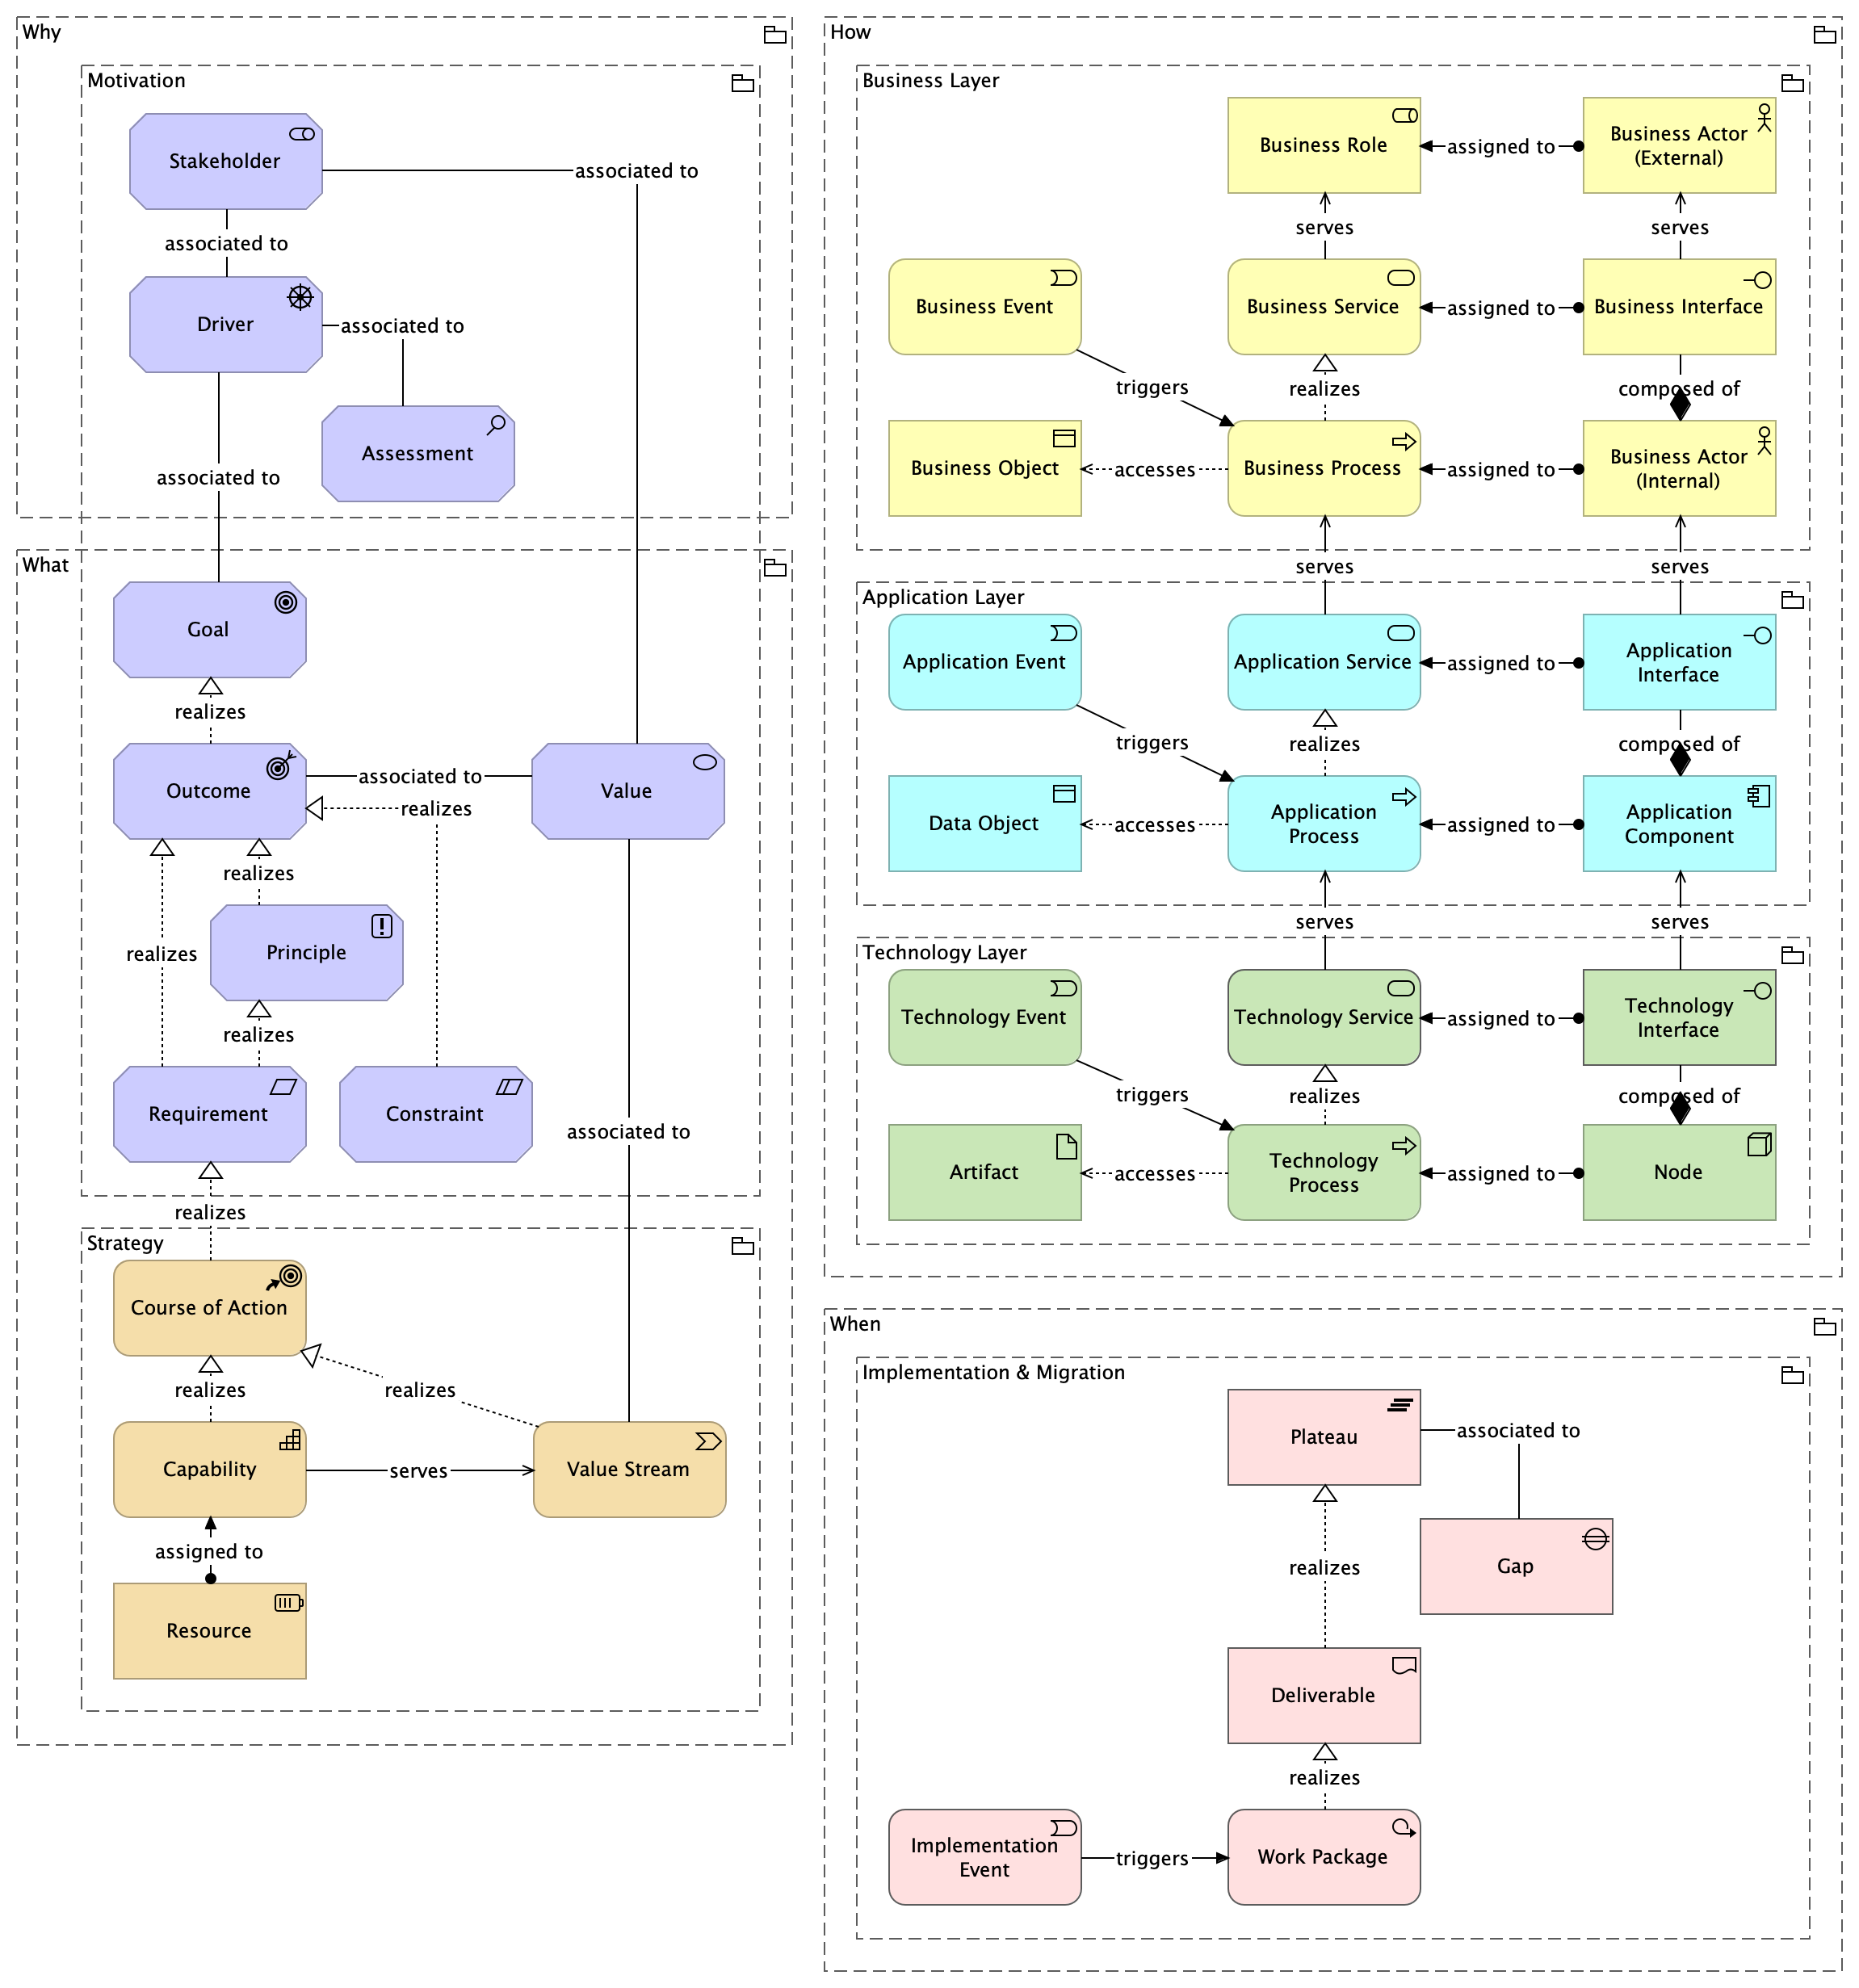 Why
Motivation
Stakeholder
associated to
associated to
Driver
associated to
Assessment
associated to
What
Goal
realizes
Outcome
associated to
Value
realizes
realizes
Principle
realizes
realizes
Requirement
Constraint
associated to
realizes
Strategy
Course of Action
realizes
realizes
Capability
serves
Value Stream
assigned to
Resource
How
Business Layer
Business Role
assigned to
Business Actor
(External)
serves
serves
Business Event
Business Service
assigned to
Business Interface
triggers
realizes
composed of
Business Object
accesses
Business Process
assigned to
Business Actor
(Internal)
serves
serves
Application Layer
Application Event
Application Service
assigned to
Application
Interface
triggers
realizes
composed of
Data Object
accesses
Application
Process
assigned to
Application
Component
serves
serves
Technology Layer
Technology Event
Technology Service
assigned to
Technology
Interface
triggers
realizes
composed of
Artifact
accesses
Technology
Process
assigned to
Node
When
Implementation & Migration
Plateau
associated to
Gap
realizes
Deliverable
realizes
Implementation
Event
triggers
Work Package